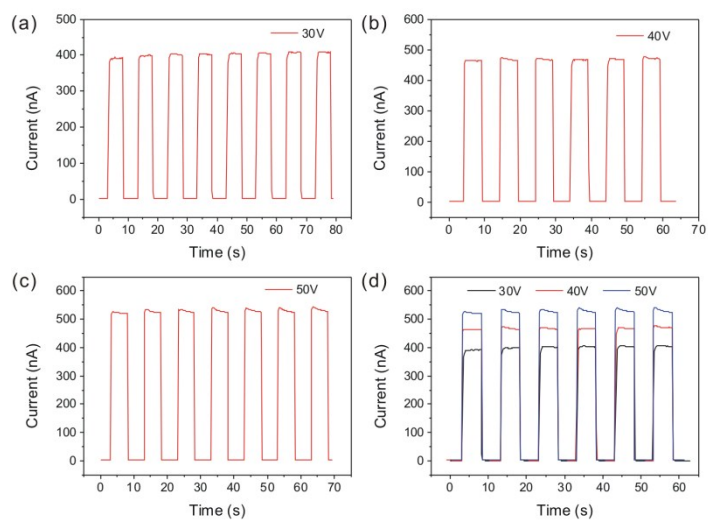 (a)
500
400
300
200
100
0
Current (nA)
30V
0 10 20 30 40 50 60 70 80
Time (s)
(b)
600
500
400
300
200
100
0
Current (nA)
40V
0 10 20 30 40 50 60 70
Time (s)
(c)
600
500
400
300
200
100
0
Current (nA)
50V
0 10 20 30 40 50 60 70
Time (s)
(d)
600
500
400
300
200
100
0
Current (nA)
30V 40V 50V
0 10 20 30 40 50 60
Time (s)